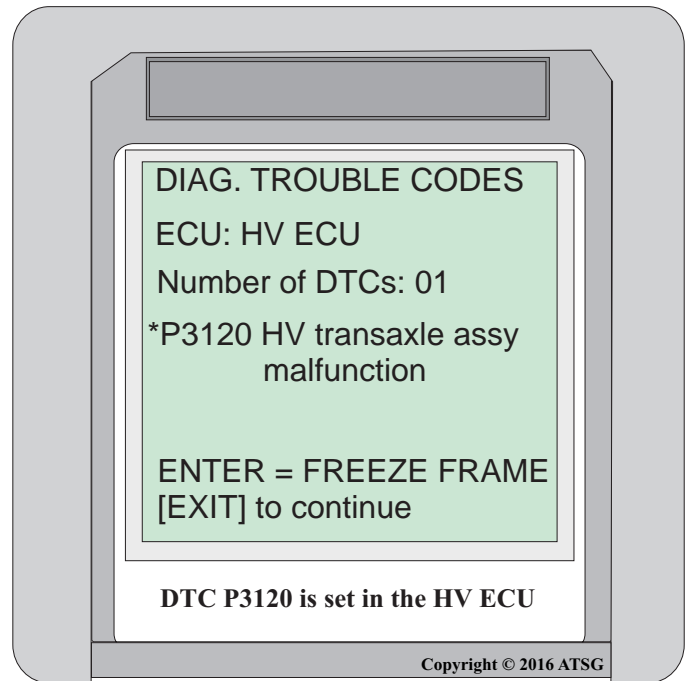 DIAG. TROUBLE CODES
ECU: HV ECU
Number of DTCs: 01
*P3120 HV transaxle assy
malfunction
ENTER = FREEZE FRAME
[EXIT] to continue
DTC P3120 is set in the HV ECU
Copyright © 2016 ATSG